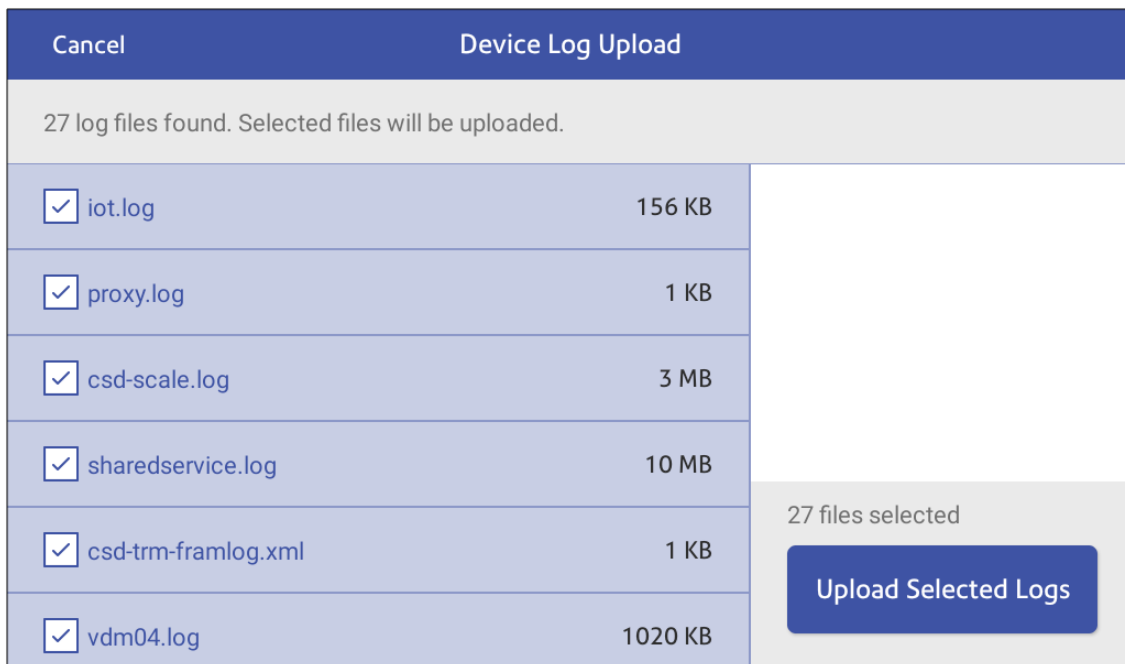 Cancel Device Log Upload
27 log files found. Selected files will be uploaded.
iot.log 156 KB
proxy.log 1 KB
csd-scale.log 3 MB
sharedservice.log 10 MB
csd-trm-framlog.xml 1 KB
vdm04.log 1020 KB
27 files selected
Upload Selected Logs